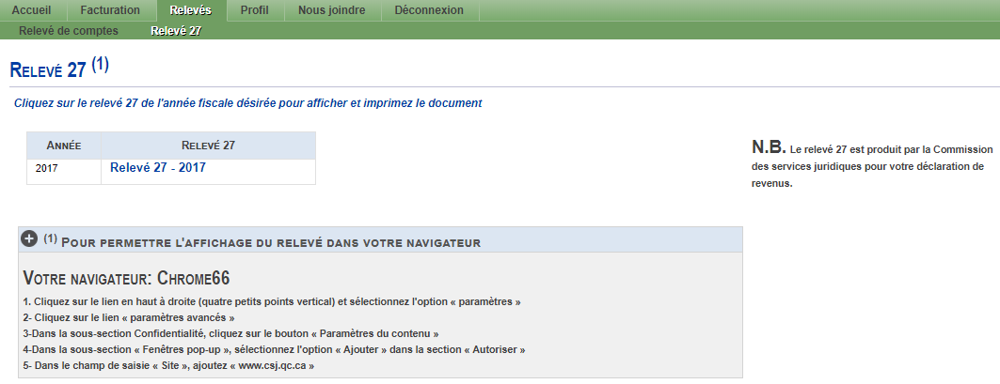 Accueil Facturation Relevés Profil Nous joindre Déconnexion
Relevé de comptes Relevé 27
Relevé 27 (1)
Cliquez sur le relevé 27 de l'année fiscale désirée pour afficher et imprimez le document
Année Relevé 27
2017 Relevé 27 - 2017
N.B. Le relevé 27 est produit par la Commission
des services juridiques pour votre déclaration de
revenus.
(1) Pour permettre l'affichage du relevé dans votre navigateur
Votre navigateur: Chrome66
1. Cliquez sur le lien en haut à droite (quatre petits points vertical) et sélectionnez l'option « paramètres »
2- Cliquez sur le lien « paramètres avancés »
3-Dans la sous-section Confidentialité, cliquez sur le bouton « Paramètres du contenu »
4-Dans la sous-section « Fenêtres pop-up », sélectionnez l'option « Ajouter » dans la section « Autoriser »
5- Dans le champ de saisie « Site », ajoutez « www.csj.qc.ca »